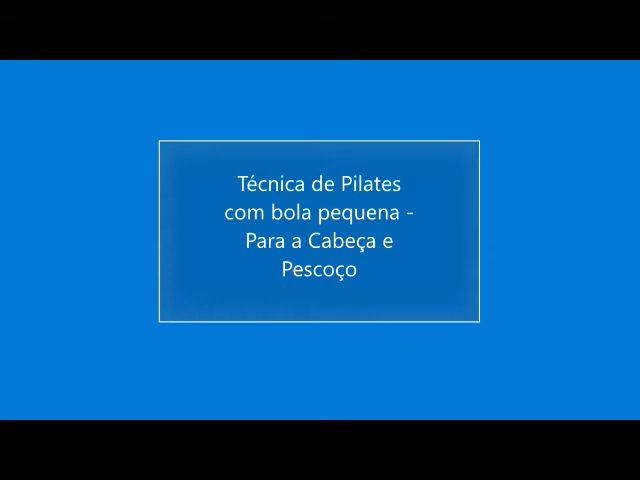 Técnica de Pilates
com bola pequena -
Para a Cabeça e
Pescoço